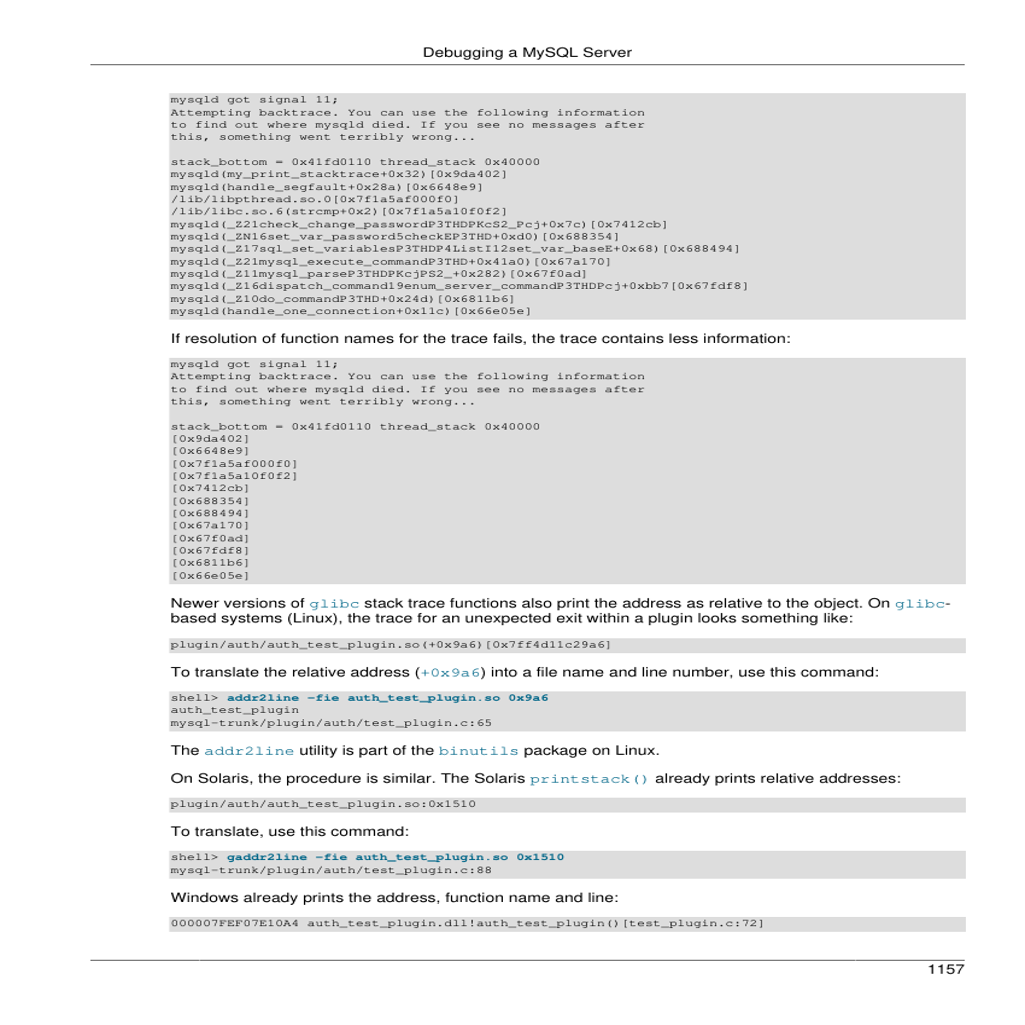 Debugging a MySQL Server
mysqld got signal 11;
Attempting backtrace. You can use the following information
to find out where mysqld died. If you see no messages after
this, something went terribly wrong...
stack_bottom = 0x41fd0110 thread_stack 0x40000
mysqld(my_print_stacktrace+0x32)[0x9da402]
mysqld(handle_segfault+0x28a)[0x6648e9]
/lib/libpthread.so.0[0x7f1a5af000f0]
/lib/libc.so.6(strcmp+0x2)[0x7f1a5a10f0f2]
mysqld(_Z21check_change_passwordP3THDPKcS2_Pcj+0x7c)[0x7412cb]
mysqld(_ZN16set_var_password5checkEP3THD+0xd0)[0x688354]
mysqld(_Z17sql_set_variablesP3THDP4ListI12set_var_baseE+0x68)[0x688494]
mysqld(_Z21mysql_execute_commandP3THD+0x41a0)[0x67a170]
mysqld(_Z11mysql_parseP3THDPKcjPS2_+0x282)[0x67f0ad]
mysqld(_Z16dispatch_command19enum_server_commandP3THDPcj+0xbb7[0x67fdf8]
mysqld(_Z10do_commandP3THD+0x24d)[0x6811b6]
mysqld(handle_one_connection+0x11c)[0x66e05e]
If resolution of function names for the trace fails, the trace contains less information:
mysqld got signal 11;
Attempting backtrace. You can use the following information
to find out where mysqld died. If you see no messages after
this, something went terribly wrong...
stack_bottom = 0x41fd0110 thread_stack 0x40000
[0x9da402]
[0x6648e9]
[0x7f1a5af000f0]
[0x7f1a5a10f0f2]
[0x7412cb]
[0x688354]
[0x688494]
[0x67a170]
[0x67f0ad]
[0x67fdf8]
[0x6811b6]
[0x66e05e]
Newer versions of glibc stack trace functions also print the address as relative to the object. On glibc-
based systems (Linux), the trace for an unexpected exit within a plugin looks something like:
plugin/auth/auth_test_plugin.so(+0x9a6)[0x7ff4d11c29a6]
To translate the relative address (+0x9a6) into a file name and line number, use this command:
shell> addr2line -fie auth_test_plugin.so 0x9a6
auth_test_plugin
mysql-trunk/plugin/auth/test_plugin.c:65
The addr2line utility is part of the binutils package on Linux.
On Solaris, the procedure is similar. The Solaris printstack() already prints relative addresses:
plugin/auth/auth_test_plugin.so:0x1510
To translate, use this command:
shell> gaddr2line -fie auth_test_plugin.so 0x1510
mysql-trunk/plugin/auth/test_plugin.c:88
Windows already prints the address, function name and line:
000007FEF07E10A4 auth_test_plugin.dll!auth_test_plugin()[test_plugin.c:72]
1157